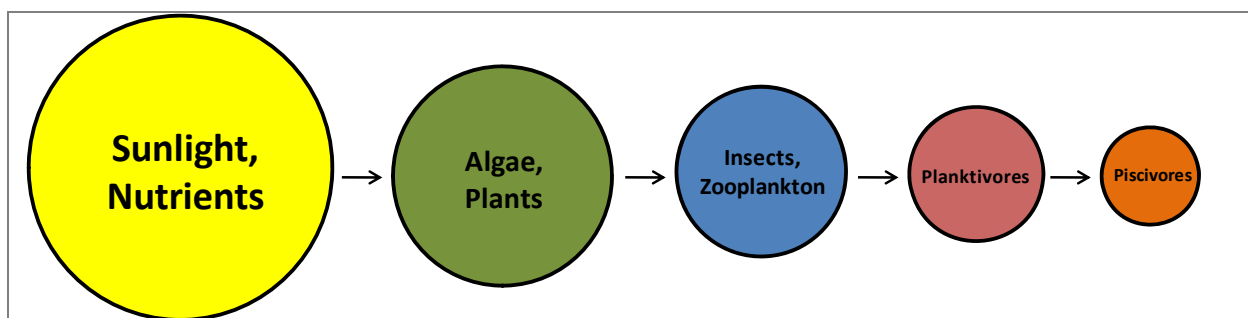 Sunlight,
Nutrients
Algae,
Plants
Insects,
Zooplankton
Planktivores
Piscivores